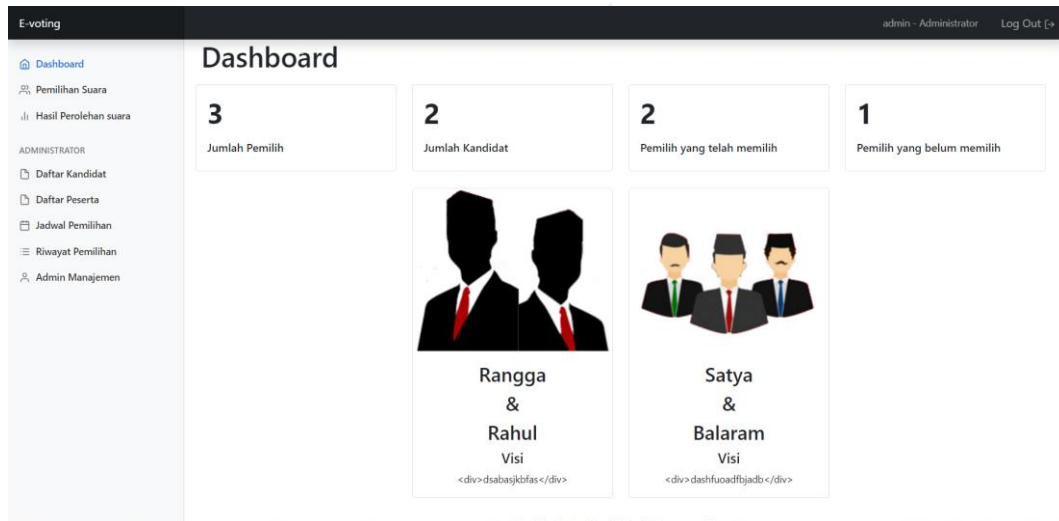 E-voting
admin - Administrator
Log Out
Dashboard
Pemilihan Suara
Hasil Perolehan suara
ADMINISTRATOR
Daftar Kandidat
Daftar Peserta
Jadwal Pemilihan
Riwayat Pemilihan
Admin Manajemen
Dashboard
3
Jumlah Pemilih
2
Jumlah Kandidat
2
Pemilih yang telah memilih
1
Pemilih yang belum memilih
Rangga
&
Rahul
Visi
<div>dsabasjkbfas</div>
Satya
&
Balaram
Visi
<div>dashfuoadfbjadb</div>